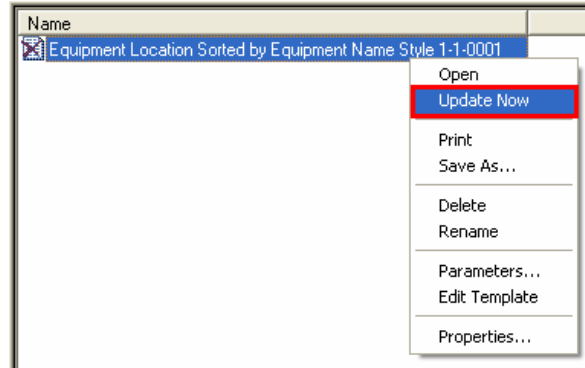 Name
Equipment Location Sorted by Equipment Name Style 1-1-0001
Open
Update Now
Print
Save As...
Delete
Rename
Parameters...
Edit Template
Properties...